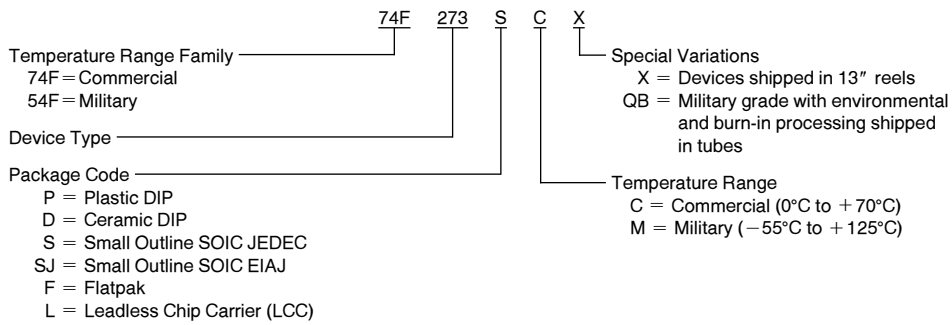 74F 273 S C X
Temperature Range Family
74F = Commercial
54F = Military
Device Type
Package Code
P = Plastic DIP
D = Ceramic DIP
S = Small Outline SOIC JEDEC
SJ = Small Outline SOIC EIAJ
F = Flatpak
L = Leadless Chip Carrier (LCC)
Special Variations
X = Devices shipped in 13″ reels
QB = Military grade with environmental
and burn-in processing shipped
in tubes
Temperature Range
C = Commercial (0°C to +70°C)
M = Military (−55°C to +125°C)